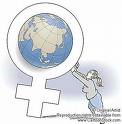 © Original Artist
Reproduction rights obtainable from
www.CartoonStock.com